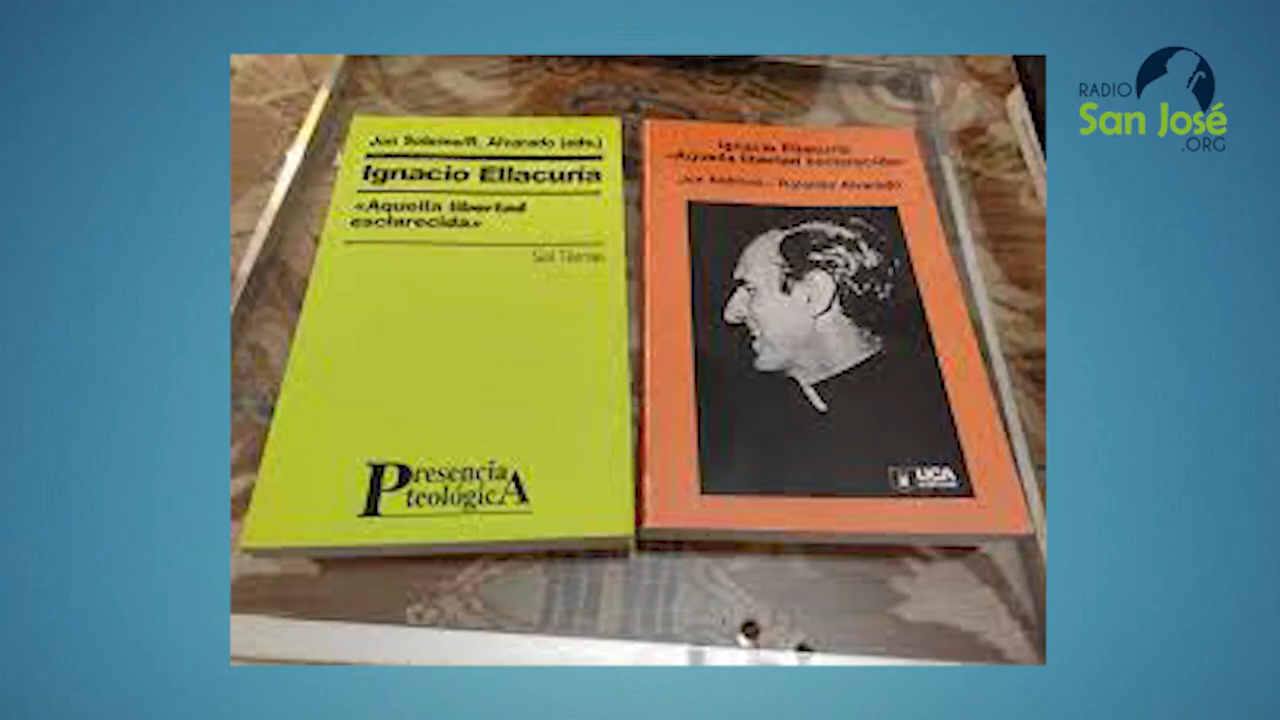 RADIO
San José
.ORG
Jon Sobrino/R. Alvarado (eds.)
Ignacio Ellacuría
«Aquella libertad
esclarecida»
Sal Terrae
Presencia
teológicA
Ignacio Ellacuría
«Aquella libertad esclarecida»
Jon Sobrino - Rolando Alvarado
UCA